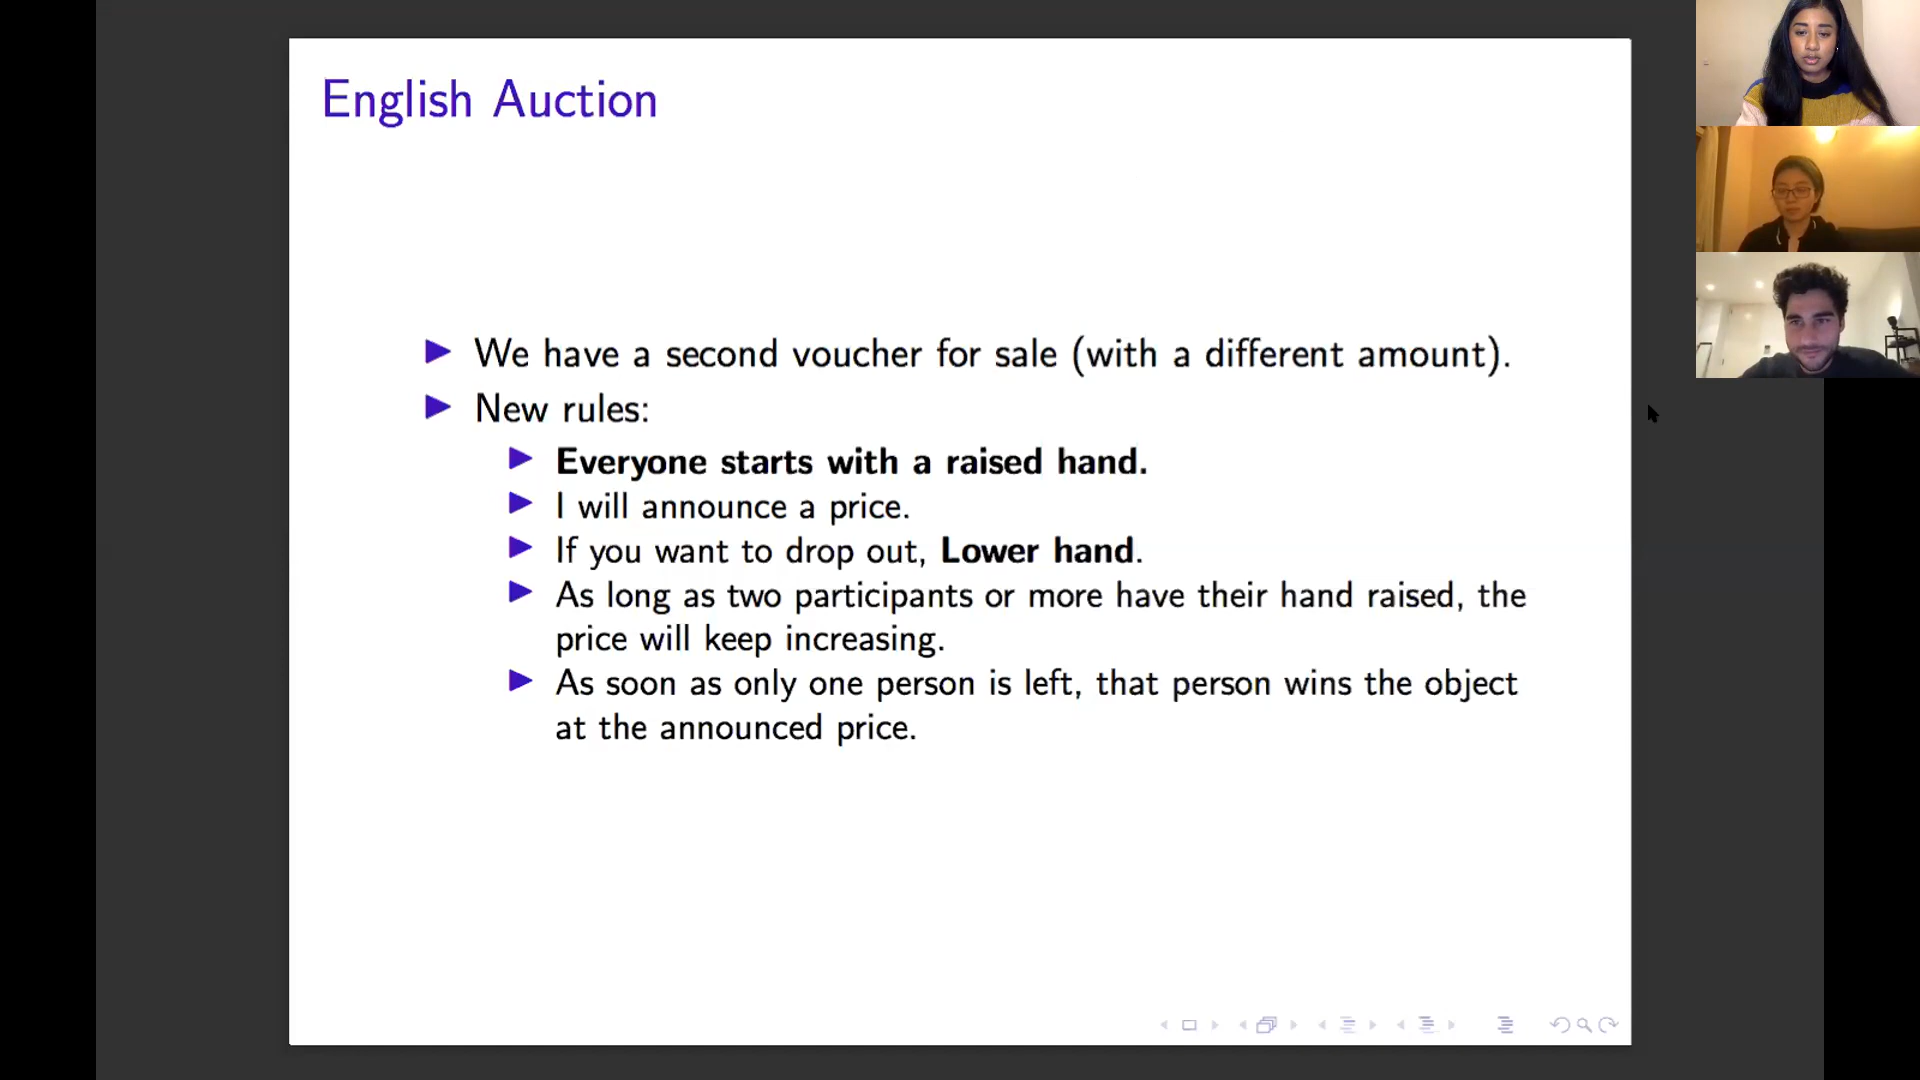 English Auction
We have a second voucher for sale (with a different amount).
New rules:
Everyone starts with a raised hand.
I will announce a price.
If you want to drop out, Lower hand.
As long as two participants or more have their hand raised, the
price will keep increasing.
As soon as only one person is left, that person wins the object
at the announced price.